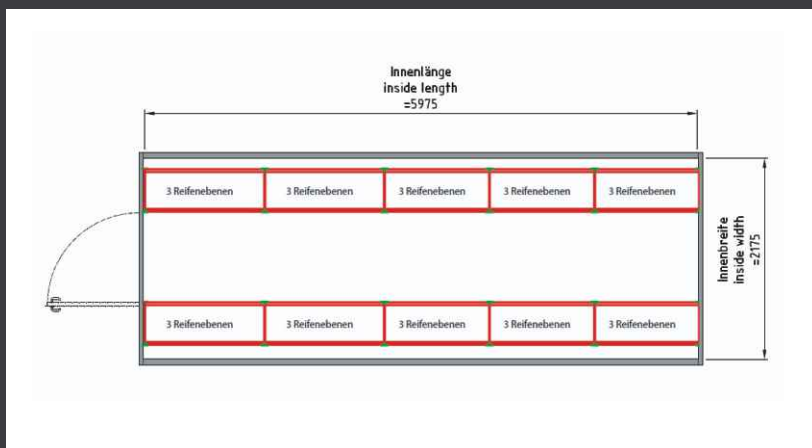 Innenlänge
inside length
=5975
3 Reifenebenen 3 Reifenebenen 3 Reifenebenen 3 Reifenebenen 3 Reifenebenen
Innenbreite
inside width
=2175
3 Reifenebenen 3 Reifenebenen 3 Reifenebenen 3 Reifenebenen 3 Reifenebenen